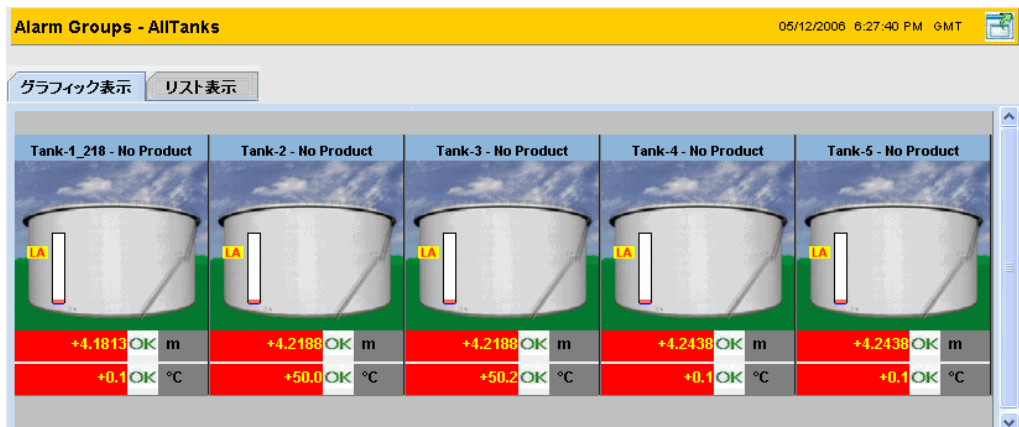 Alarm Groups - AllTanks 05/12/2006 6:27:40 PM GMT
グラフィック表示 リスト表示
Tank-1_218 - No Product Tank-2 - No Product Tank-3 - No Product Tank-4 - No Product Tank-5 - No Product
LA LA LA LA LA
+4.1813 OK m +4.2188 OK m +4.2188 OK m +4.2438 OK m +4.2438 OK m
+0.1 OK °C +50.0 OK °C +50.2 OK °C +0.1 OK °C +0.1 OK °C